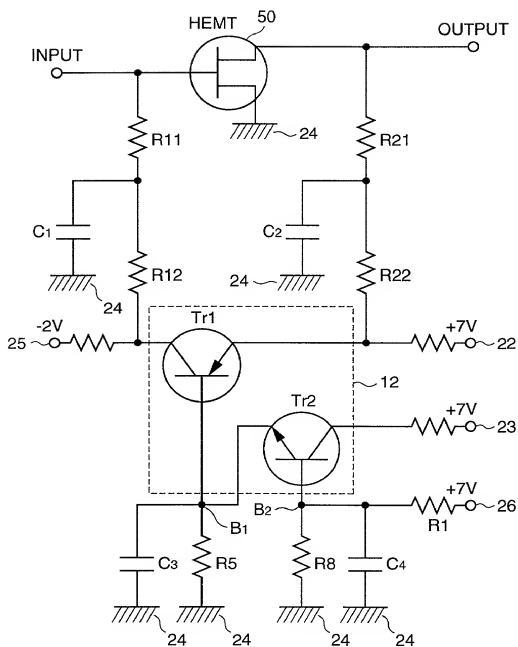 HEMT 50
INPUT
OUTPUT
24
R11
R21
C1
C2
R12
24
R22
24
-2V
25
Tr1
+7V
22
12
Tr2
+7V
23
+7V
26
B1
B2
R1
C3
R5
R8
C4
24
24
24
24